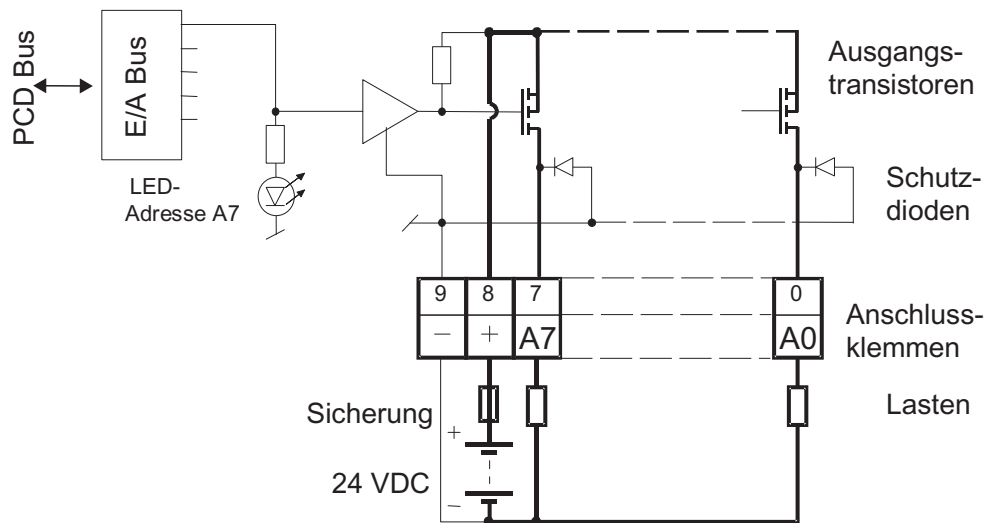 PCD Bus
E/A Bus
LED-
Adresse A7
Ausgangs-
transistoren
Schutz-
dioden
9 8 7 0
– + A7 A0
Anschluss-
klemmen
Sicherung
Lasten
+
24 VDC
–